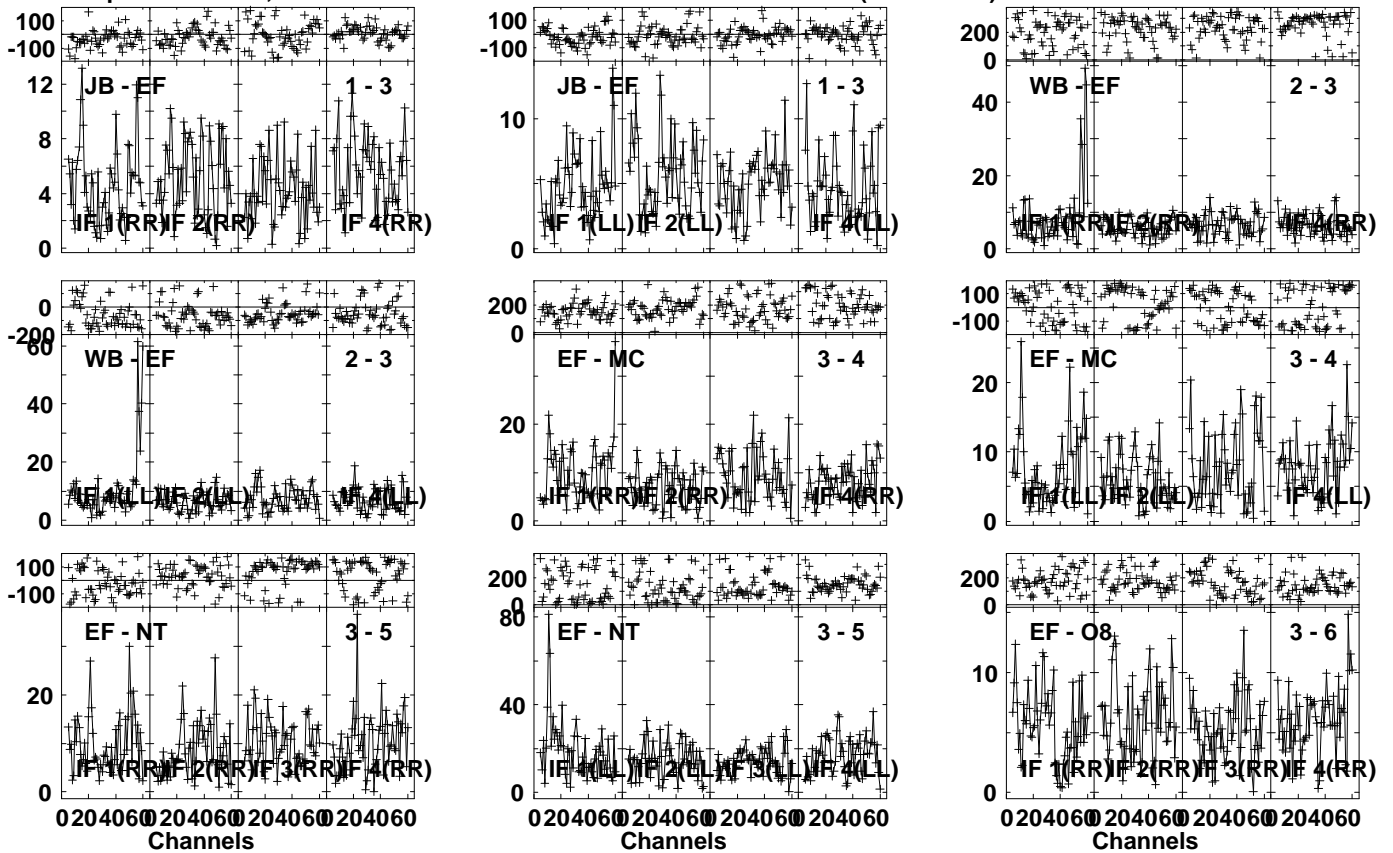 100
-100
12
8
4
0
JB - EF 1 - 3
IF 1(RR) IF 2(RR) IF 4(RR)
100
-100
10
0
JB - EF 1 - 3
IF 1(LL) IF 2(LL) IF 4(LL)
200
0
40
20
0
WB - EF 2 - 3
IF 1(RR) IF 2(RR) IF 4(RR)
0
-200
60
40
20
0
WB - EF 2 - 3
IF 1(LL) IF 2(LL) IF 4(LL)
200
0
20
0
EF - MC 3 - 4
IF 1(RR) IF 2(RR) IF 4(RR)
100
-100
20
10
0
EF - MC 3 - 4
IF 1(LL) IF 2(LL) IF 4(LL)
100
-100
20
0
EF - NT 3 - 5
IF 1(RR) IF 2(RR) IF 3(RR) IF 4(RR)
0 20 40 60 0 20 40 60 0 20 40 60 0 20 40 60
Channels
200
0
80
40
0
EF - NT 3 - 5
IF 1(LL) IF 2(LL) IF 3(LL) IF 4(LL)
0 20 40 60 0 20 40 60 0 20 40 60 0 20 40 60
Channels
200
0
10
0
EF - O8 3 - 6
IF 1(RR) IF 2(RR) IF 3(RR) IF 4(RR)
0 20 40 60 0 20 40 60 0 20 40 60 0 20 40 60
Channels